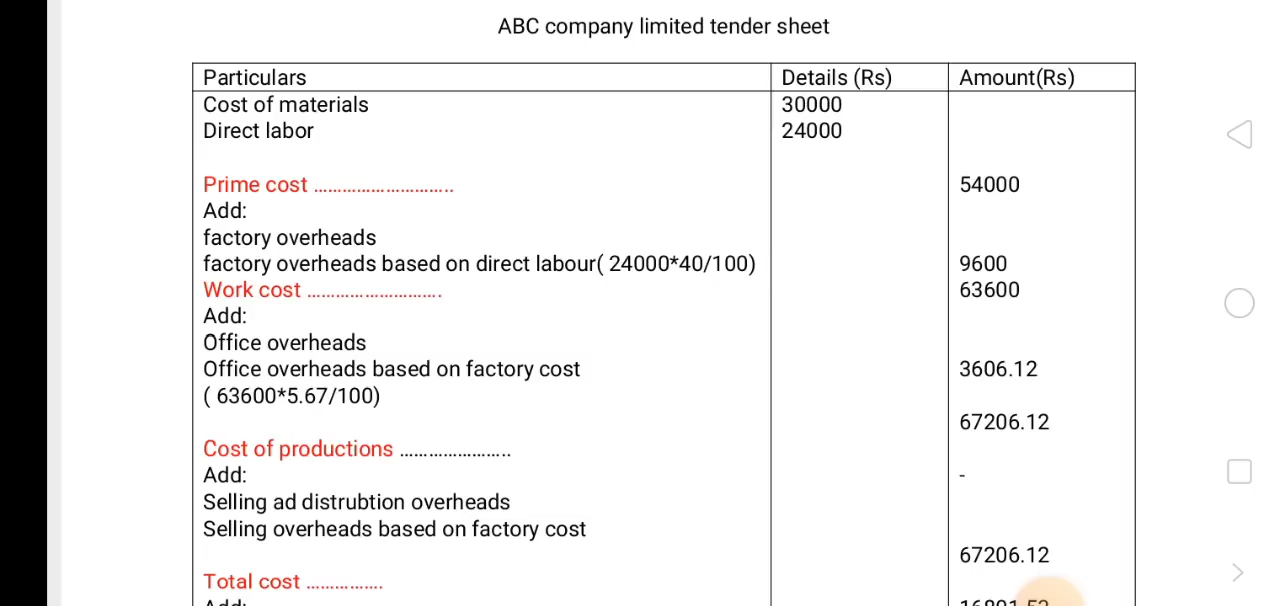 ABC company limited tender sheet
Particulars Details (Rs) Amount(Rs)
Cost of materials 30000
Direct labor 24000
Prime cost ............................. 54000
Add:
factory overheads
factory overheads based on direct labour( 24000*40/100) 9600
Work cost ............................ 63600
Add:
Office overheads
Office overheads based on factory cost 3606.12
( 63600*5.67/100)
67206.12
Cost of productions .......................
Add: -
Selling ad distrubtion overheads
Selling overheads based on factory cost
67206.12
Total cost ................
Add: